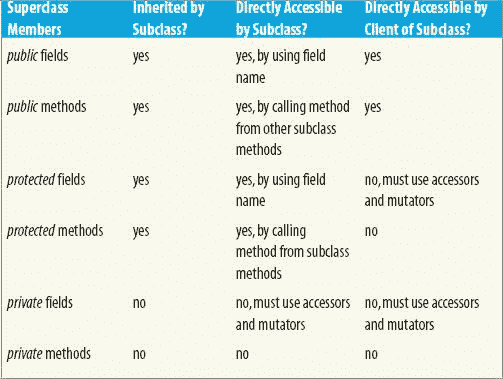 Superclass Members Inherited by Subclass? Directly Accessible by Subclass? Directly Accessible by Client of Subclass?
public fields yes yes, by using field name yes
public methods yes yes, by calling method from other subclass methods yes
protected fields yes yes, by using field name no, must use accessors and mutators
protected methods yes yes, by calling method from subclass methods no
private fields no no, must use accessors and mutators no, must use accessors and mutators
private methods no no no